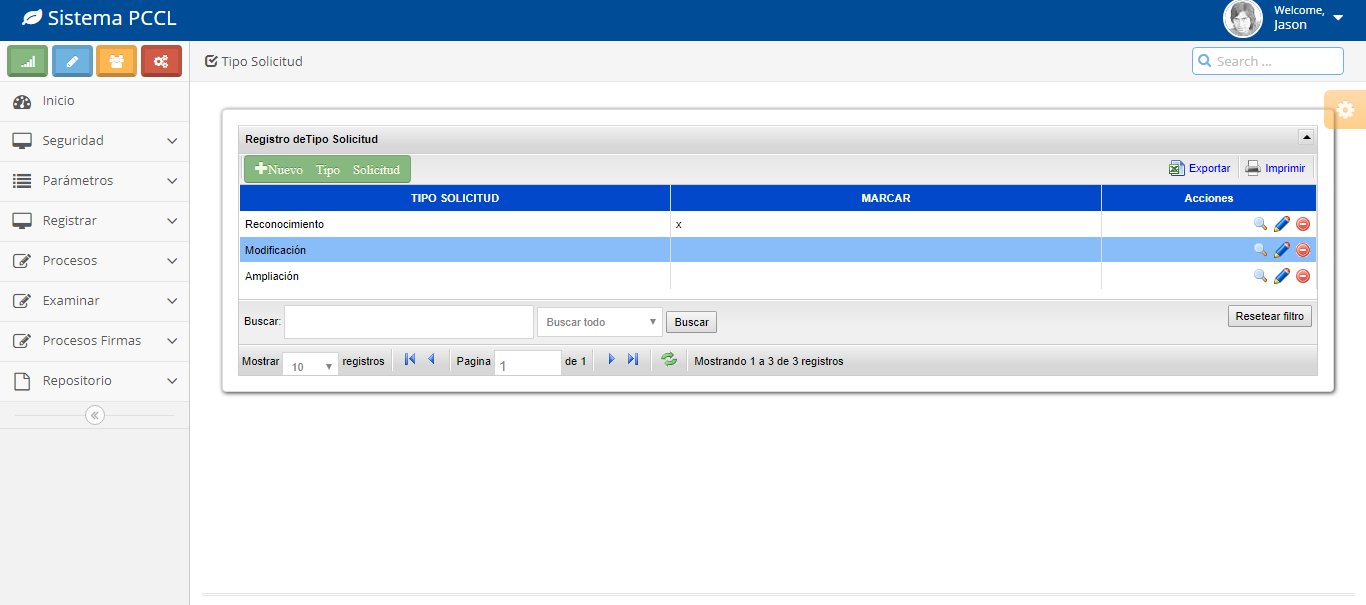 Sistema PCCL
Welcome,
Jason
Tipo Solicitud
Search ...
Inicio
Seguridad
Parámetros
Registrar
Procesos
Examinar
Procesos Firmas
Repositorio
Registro deTipo Solicitud
Nuevo Tipo Solicitud
Exportar
Imprimir
TIPO SOLICITUD MARCAR Acciones
Reconocimiento x
Modificación
Ampliación
Buscar: Buscar todo Buscar Resetear filtro
Mostrar 10 registros Pagina 1 de 1 Mostrando 1 a 3 de 3 registros